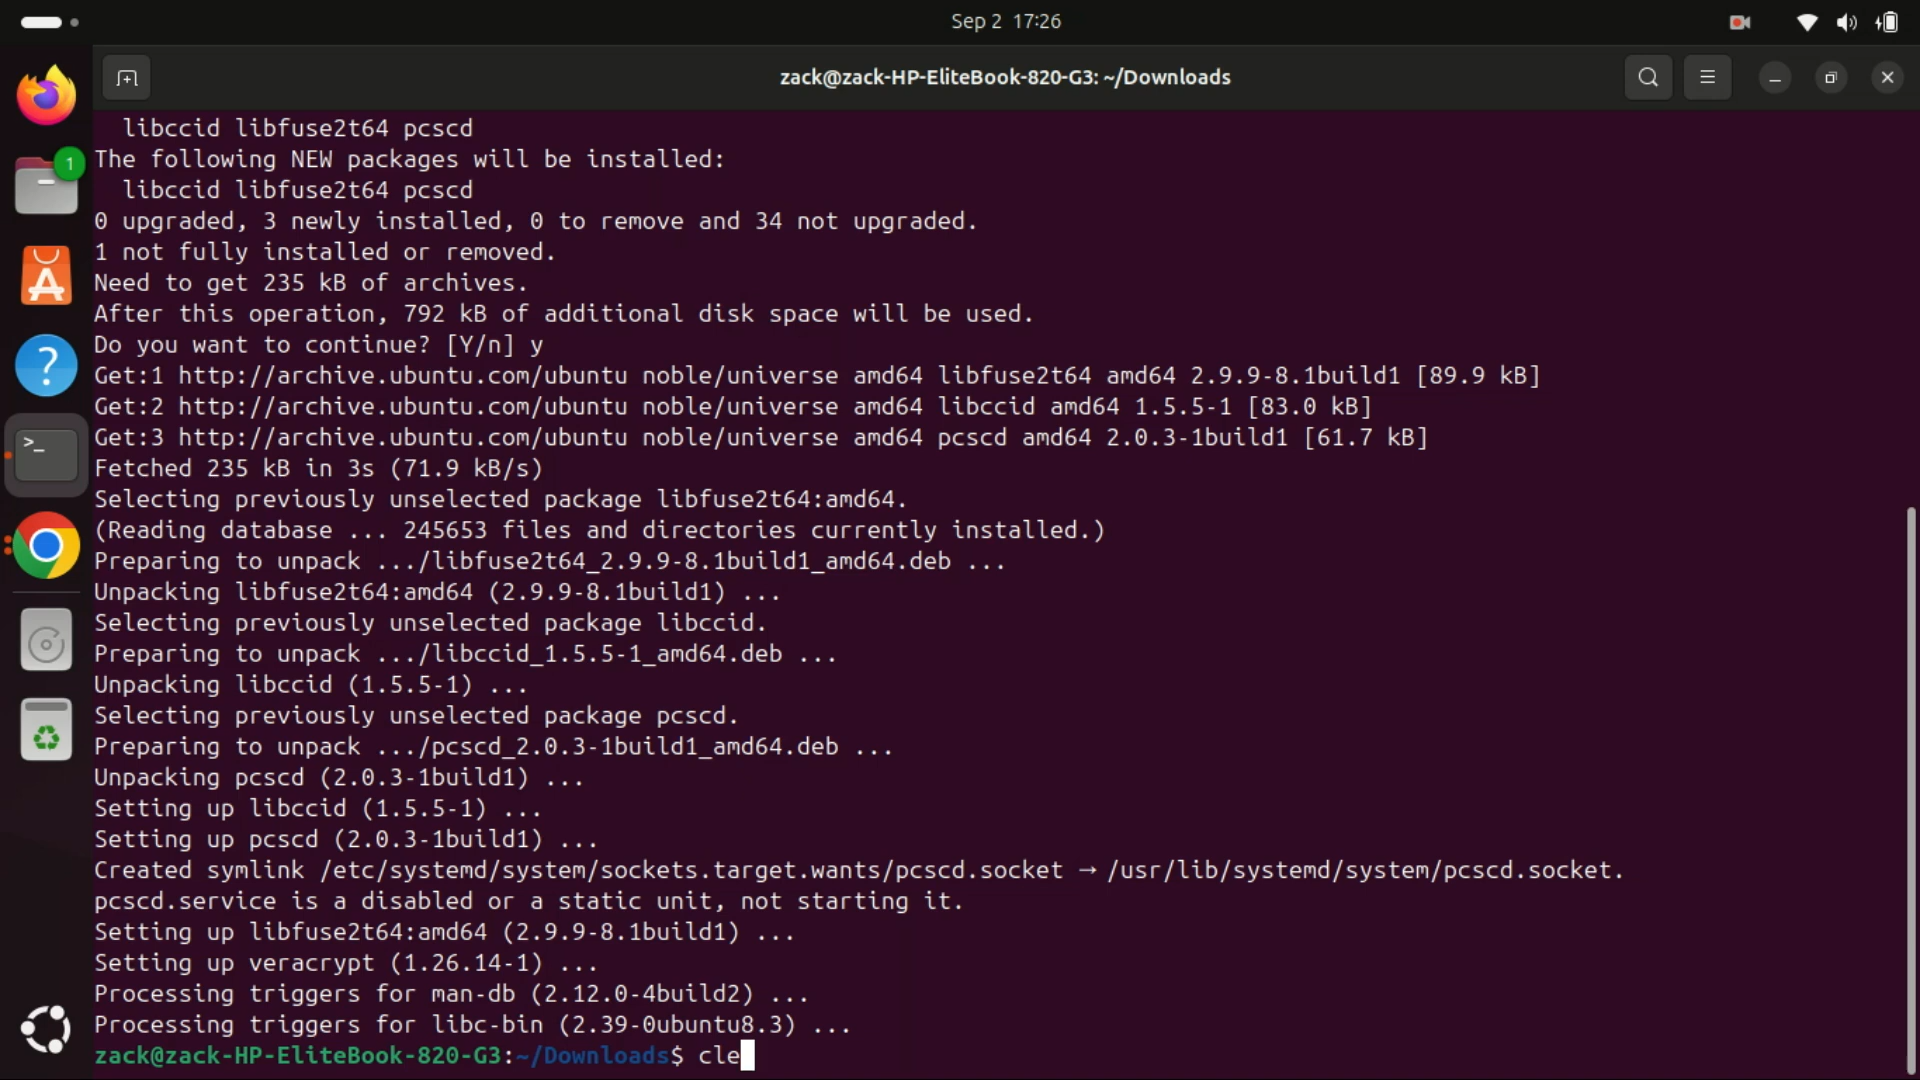 Sep 2 17:26
zack@zack-HP-EliteBook-820-G3: ~/Downloads
1
libccid libfuse2t64 pcscd
The following NEW packages will be installed:
libccid libfuse2t64 pcscd
0 upgraded, 3 newly installed, 0 to remove and 34 not upgraded.
1 not fully installed or removed.
Need to get 235 kB of archives.
After this operation, 792 kB of additional disk space will be used.
Do you want to continue? [Y/n] y
Get:1 http://archive.ubuntu.com/ubuntu noble/universe amd64 libfuse2t64 amd64 2.9.9-8.1build1 [89.9 kB]
Get:2 http://archive.ubuntu.com/ubuntu noble/universe amd64 libccid amd64 1.5.5-1 [83.0 kB]
Get:3 http://archive.ubuntu.com/ubuntu noble/universe amd64 pcscd amd64 2.0.3-1build1 [61.7 kB]
Fetched 235 kB in 3s (71.9 kB/s)
Selecting previously unselected package libfuse2t64:amd64.
(Reading database ... 245653 files and directories currently installed.)
Preparing to unpack .../libfuse2t64_2.9.9-8.1build1_amd64.deb ...
Unpacking libfuse2t64:amd64 (2.9.9-8.1build1) ...
Selecting previously unselected package libccid.
Preparing to unpack .../libccid_1.5.5-1_amd64.deb ...
Unpacking libccid (1.5.5-1) ...
Selecting previously unselected package pcscd.
Preparing to unpack .../pcscd_2.0.3-1build1_amd64.deb ...
Unpacking pcscd (2.0.3-1build1) ...
Setting up libccid (1.5.5-1) ...
Setting up pcscd (2.0.3-1build1) ...
Created symlink /etc/systemd/system/sockets.target.wants/pcscd.socket → /usr/lib/systemd/system/pcscd.socket.
pcscd.service is a disabled or a static unit, not starting it.
Setting up libfuse2t64:amd64 (2.9.9-8.1build1) ...
Setting up veracrypt (1.26.14-1) ...
Processing triggers for man-db (2.12.0-4build2) ...
Processing triggers for libc-bin (2.39-0ubuntu8.3) ...
zack@zack-HP-EliteBook-820-G3:~/Downloads$ cle